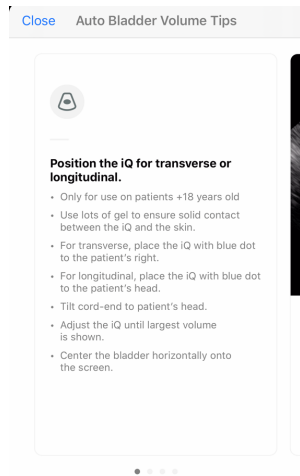 Close Auto Bladder Volume Tips
Position the iQ for transverse or
longitudinal.
• Only for use on patients +18 years old
• Use lots of gel to ensure solid contact
between the iQ and the skin.
• For transverse, place the iQ with blue dot
to the patient's right.
• For longitudinal, place the iQ with blue dot
to the patient's head.
• Tilt cord-end to patient's head.
• Adjust the iQ until largest volume
is shown.
• Center the bladder horizontally onto
the screen.